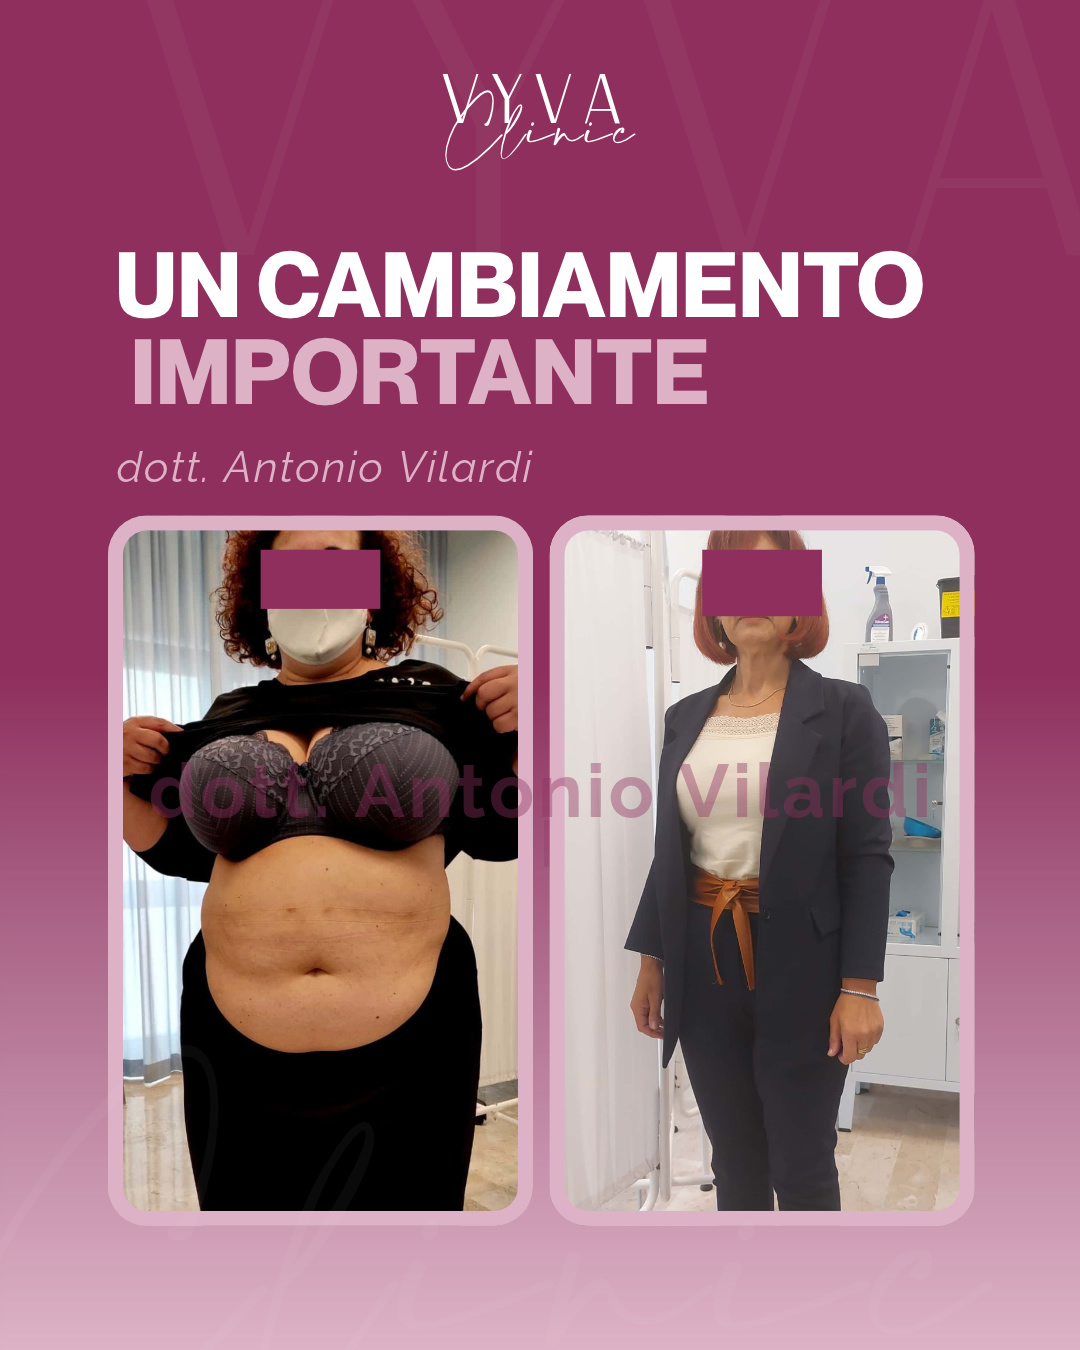 VYVA
Clinic
UN CAMBIAMENTO
IMPORTANTE
dott. Antonio Vilardi
dott. Antonio Vilardi